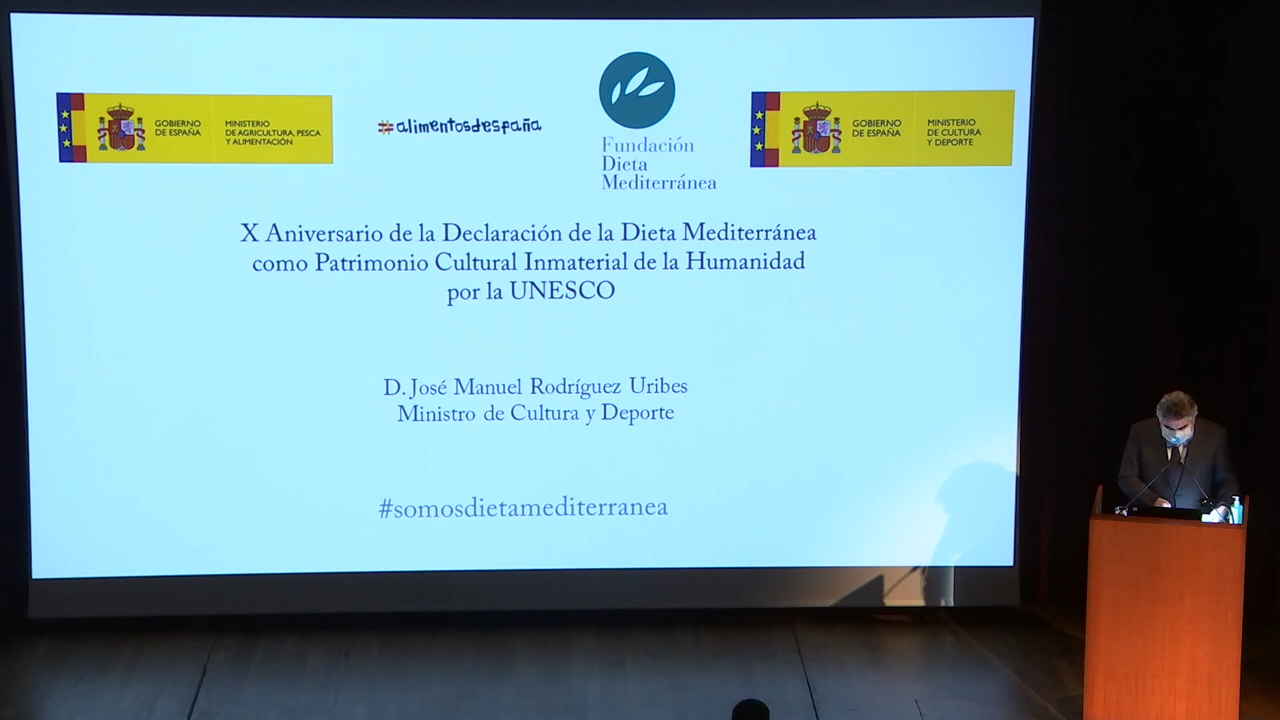 GOBIERNO
DE ESPAÑA
MINISTERIO
DE AGRICULTURA, PESCA
Y ALIMENTACIÓN
#alimentosdespaña
Fundación
Dieta
Mediterránea
GOBIERNO
DE ESPAÑA
MINISTERIO
DE CULTURA
Y DEPORTE
X Aniversario de la Declaración de la Dieta Mediterránea
como Patrimonio Cultural Inmaterial de la Humanidad
por la UNESCO
D. José Manuel Rodríguez Uribes
Ministro de Cultura y Deporte
#somosdietamediterranea